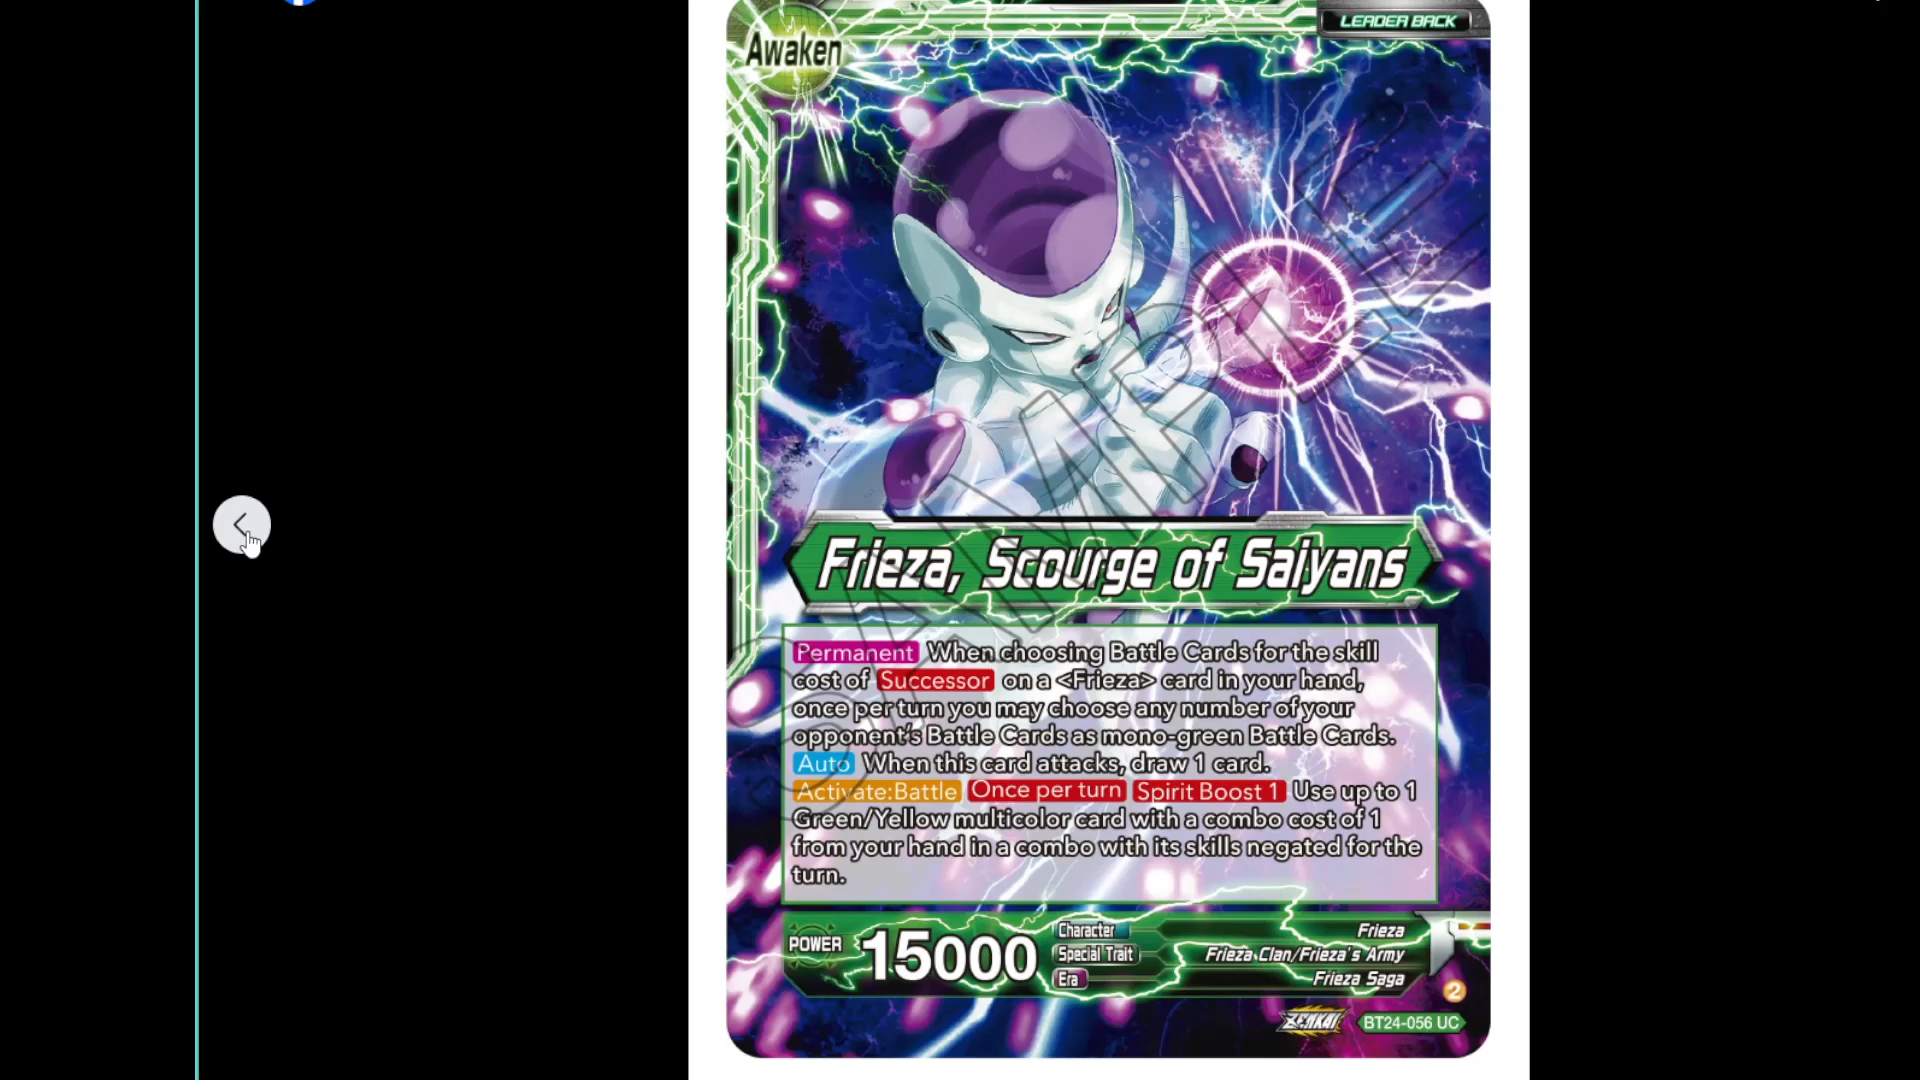 Awaken
LEADER BACK
SAMPLE
Frieza, Scourge of Saiyans
Permanent When choosing Battle Cards for the skill
cost of Successor on a <Frieza> card in your hand,
once per turn you may choose any number of your
opponent's Battle Cards as mono-green Battle Cards.
Auto When this card attacks, draw 1 card.
Activate:Battle Once per turn Spirit Boost 1 Use up to 1
Green/Yellow multicolor card with a combo cost of 1
from your hand in a combo with its skills negated for the
turn.
POWER 15000
Character Frieza
Special Trait Frieza Clan/Frieza's Army
Era Frieza Saga
2
ZENKAI BT24-056 UC